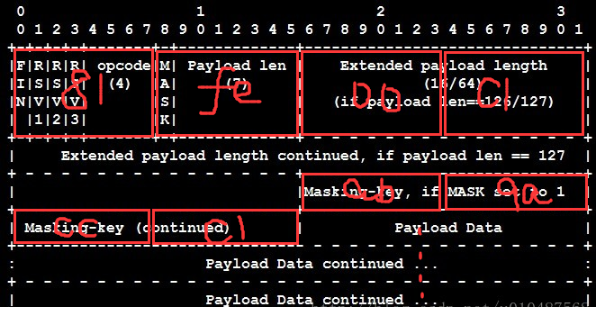 0 1 2 3
0 1 2 3 4 5 6 7 8 9 0 1 2 3 4 5 6 7 8 9 0 1 2 3 4 5 6 7 8 9 0 1
+-+-+-+-+-------+-+-------------+-------------------------------+
|F|R|R|R| opcode|M| Payload len | Extended payload length |
|I|S|S|S| (4) |A| (7) | (16/64) |
|N|V|V|V| |S| | (if payload len==126/127) |
| |1|2|3| |K| | |
81 fe C1
| Extended payload length continued, if payload len == 127 |
| |Masking-key, if MASK set to 1 |
ab 9a
| Masking-key (continued) | Payload Data |
cc
: Payload Data continued ... :
| Payload Data continued ... |